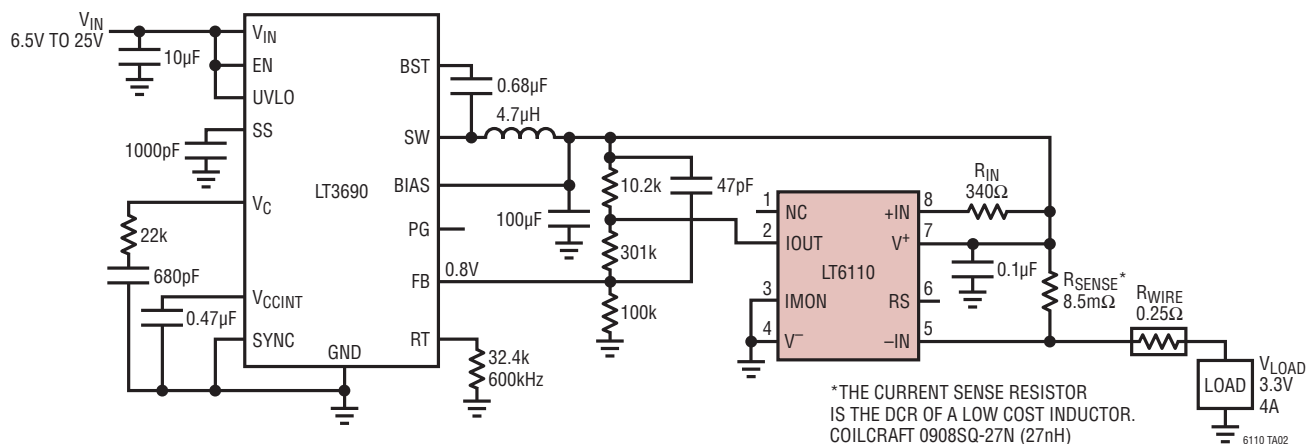 VIN
6.5V TO 25V
10µF
VIN
EN
UVLO
SS
1000pF
VC
22k
680pF
VCCINT
0.47µF
SYNC
GND
LT3690
BST
0.68µF
4.7µH
SW
BIAS
PG
FB
0.8V
RT
32.4k
600kHz
100µF
10.2k
47pF
301k
100k
1
NC
2
IOUT
3
IMON
4
V–
LT6110
+IN
8
V+
7
RS
6
–IN
5
RIN
340Ω
0.1µF
RSENSE*
8.5mΩ
RWIRE
0.25Ω
LOAD
VLOAD
3.3V
4A
*THE CURRENT SENSE RESISTOR
IS THE DCR OF A LOW COST INDUCTOR.
COILCRAFT 0908SQ-27N (27nH)
6110 TA02